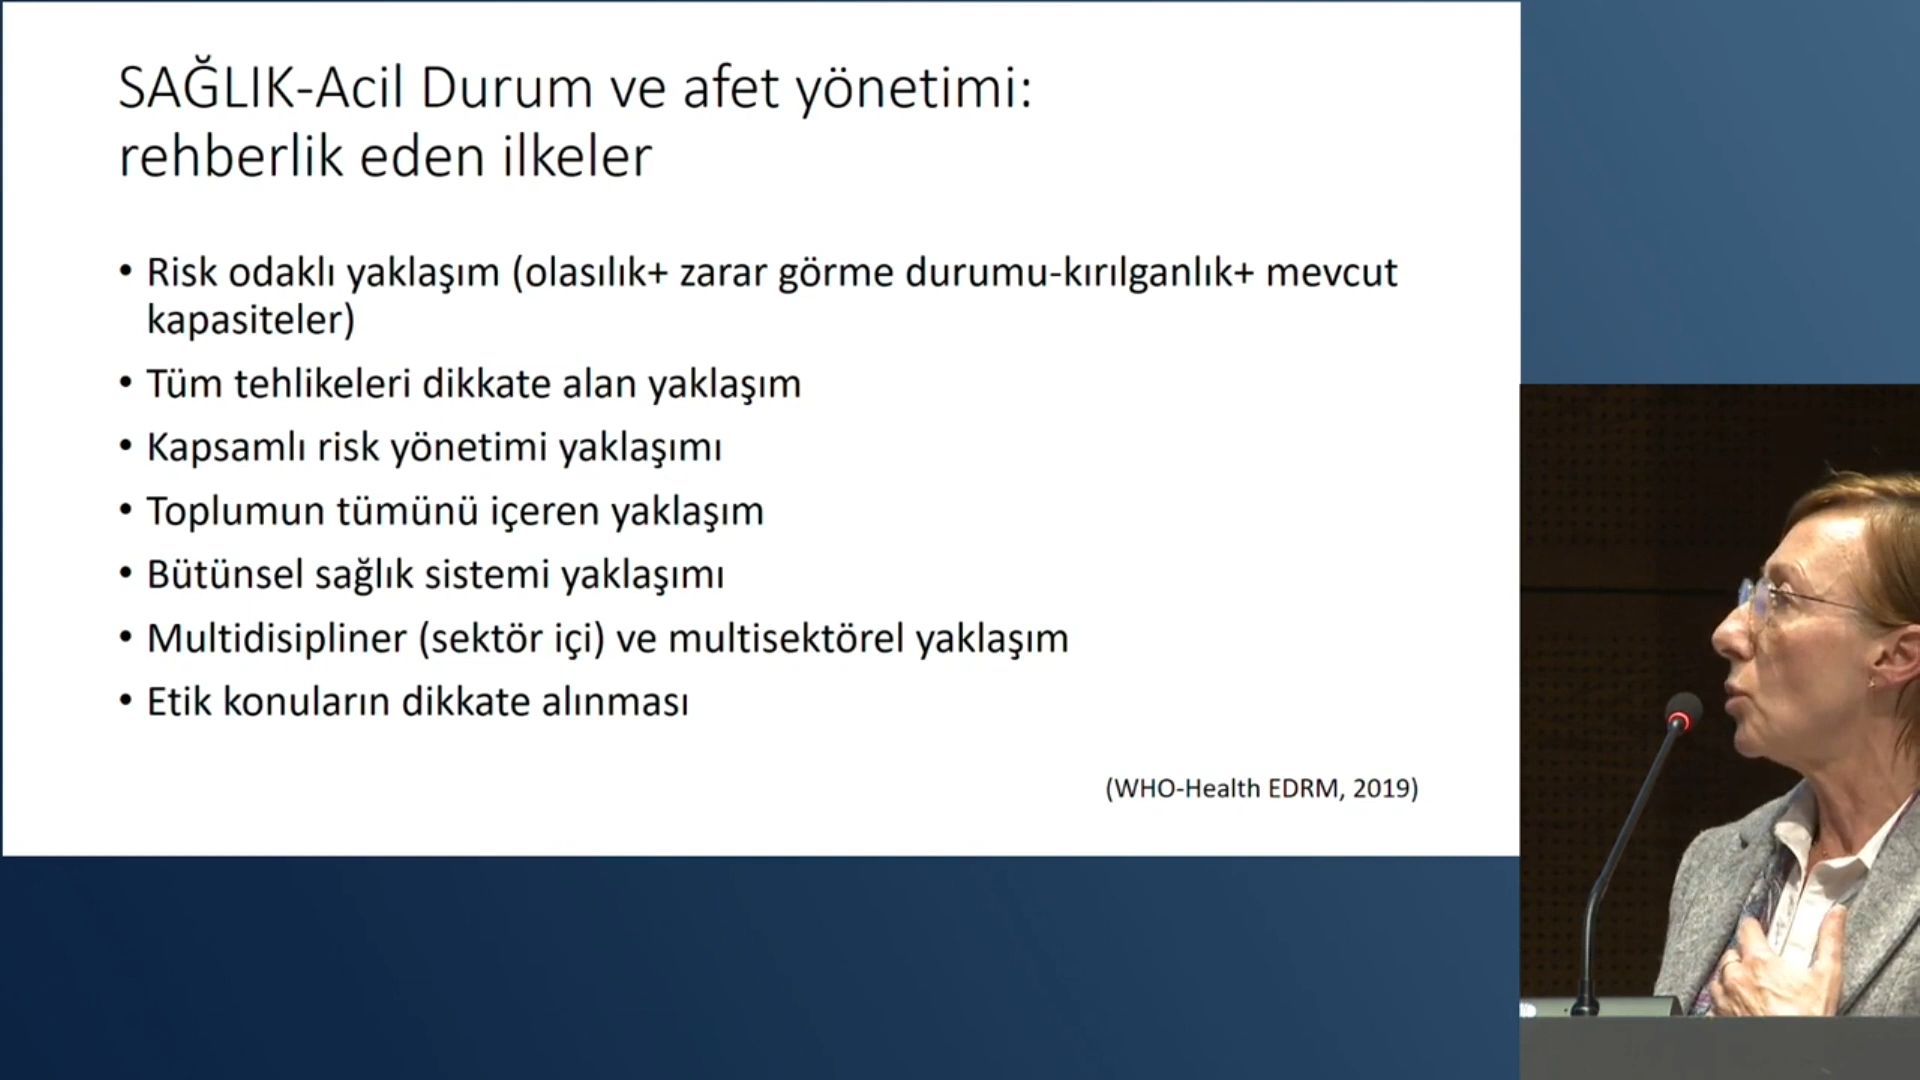 SAĞLIK-Acil Durum ve afet yönetimi:
rehberlik eden ilkeler
• Risk odaklı yaklaşım (olasılık+ zarar görme durumu-kırılganlık+ mevcut
kapasiteler)
• Tüm tehlikeleri dikkate alan yaklaşım
• Kapsamlı risk yönetimi yaklaşımı
• Toplumun tümünü içeren yaklaşım
• Bütünsel sağlık sistemi yaklaşımı
• Multidisipliner (sektör içi) ve multisektörel yaklaşım
• Etik konuların dikkate alınması
(WHO-Health EDRM, 2019)